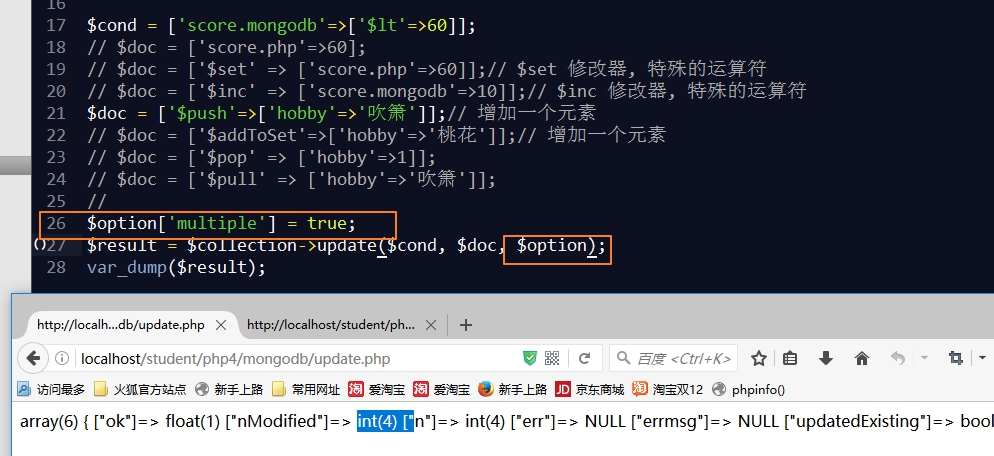 16
17 $cond = ['score.mongodb'=>['$lt'=>60]];
18 // $doc = ['score.php'=>60];
19 // $doc = ['$set' => ['score.php'=>60]];// $set 修改器, 特殊的运算符
20 // $doc = ['$inc' => ['score.mongodb'=>10]];// $inc 修改器, 特殊的运算符
21 $doc = ['$push'=>['hobby'=>'吹箫']];// 增加一个元素
22 // $doc = ['$addToSet'=>['hobby'=>'桃花']];// 增加一个元素
23 // $doc = ['$pop' => ['hobby'=>1]];
24 // $doc = ['$pull' => ['hobby'=>'吹箫']];
25 //
26 $option['multiple'] = true;
27 $result = $collection->update($cond, $doc, $option);
28 var_dump($result);
http://localh...db/update.php × http://localhost/student/ph... × +
localhost/student/php4/mongodb/update.php 百度 <Ctrl+K>
访问最多 火狐官方站点 新手上路 常用网址 淘 爱淘宝 淘 爱淘宝 新手上路 JD 京东商城 淘 淘宝双12 phpinfo()
array(6) { ["ok"]=> float(1) ["nModified"]=> int(4) ["n"]=> int(4) ["err"]=> NULL ["errmsg"]=> NULL ["updatedExisting"]=> bool